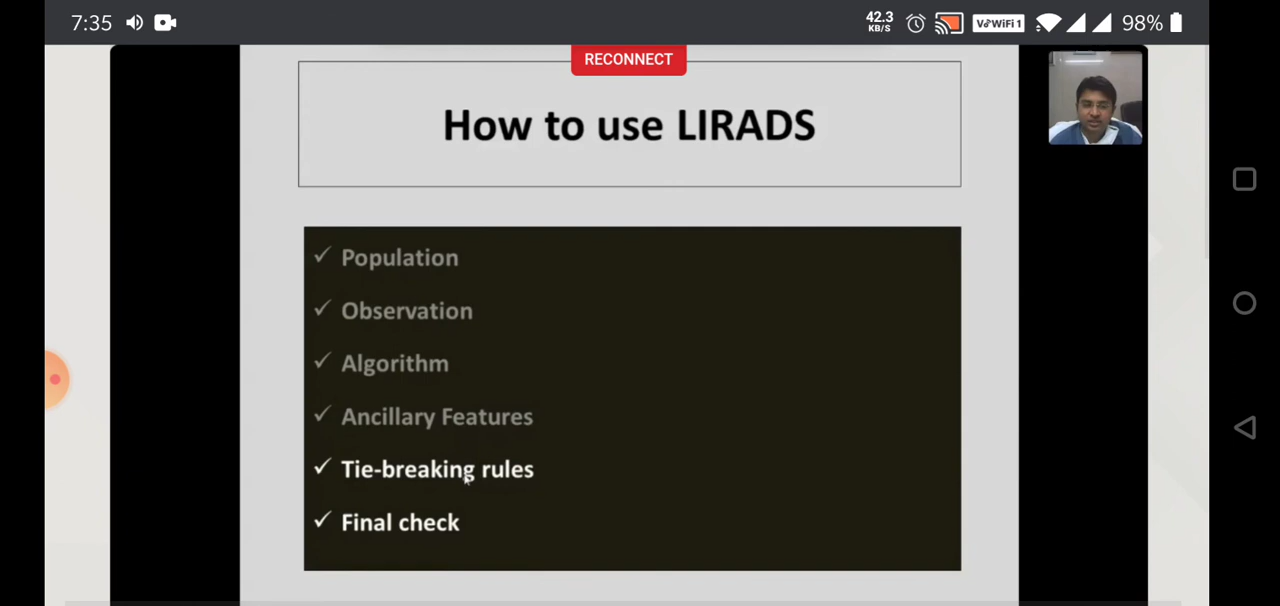 7:35
42.3
KB/S
VoWiFi 1
98%
RECONNECT
How to use LIRADS
✓ Population
✓ Observation
✓ Algorithm
✓ Ancillary Features
✓ Tie-breaking rules
✓ Final check